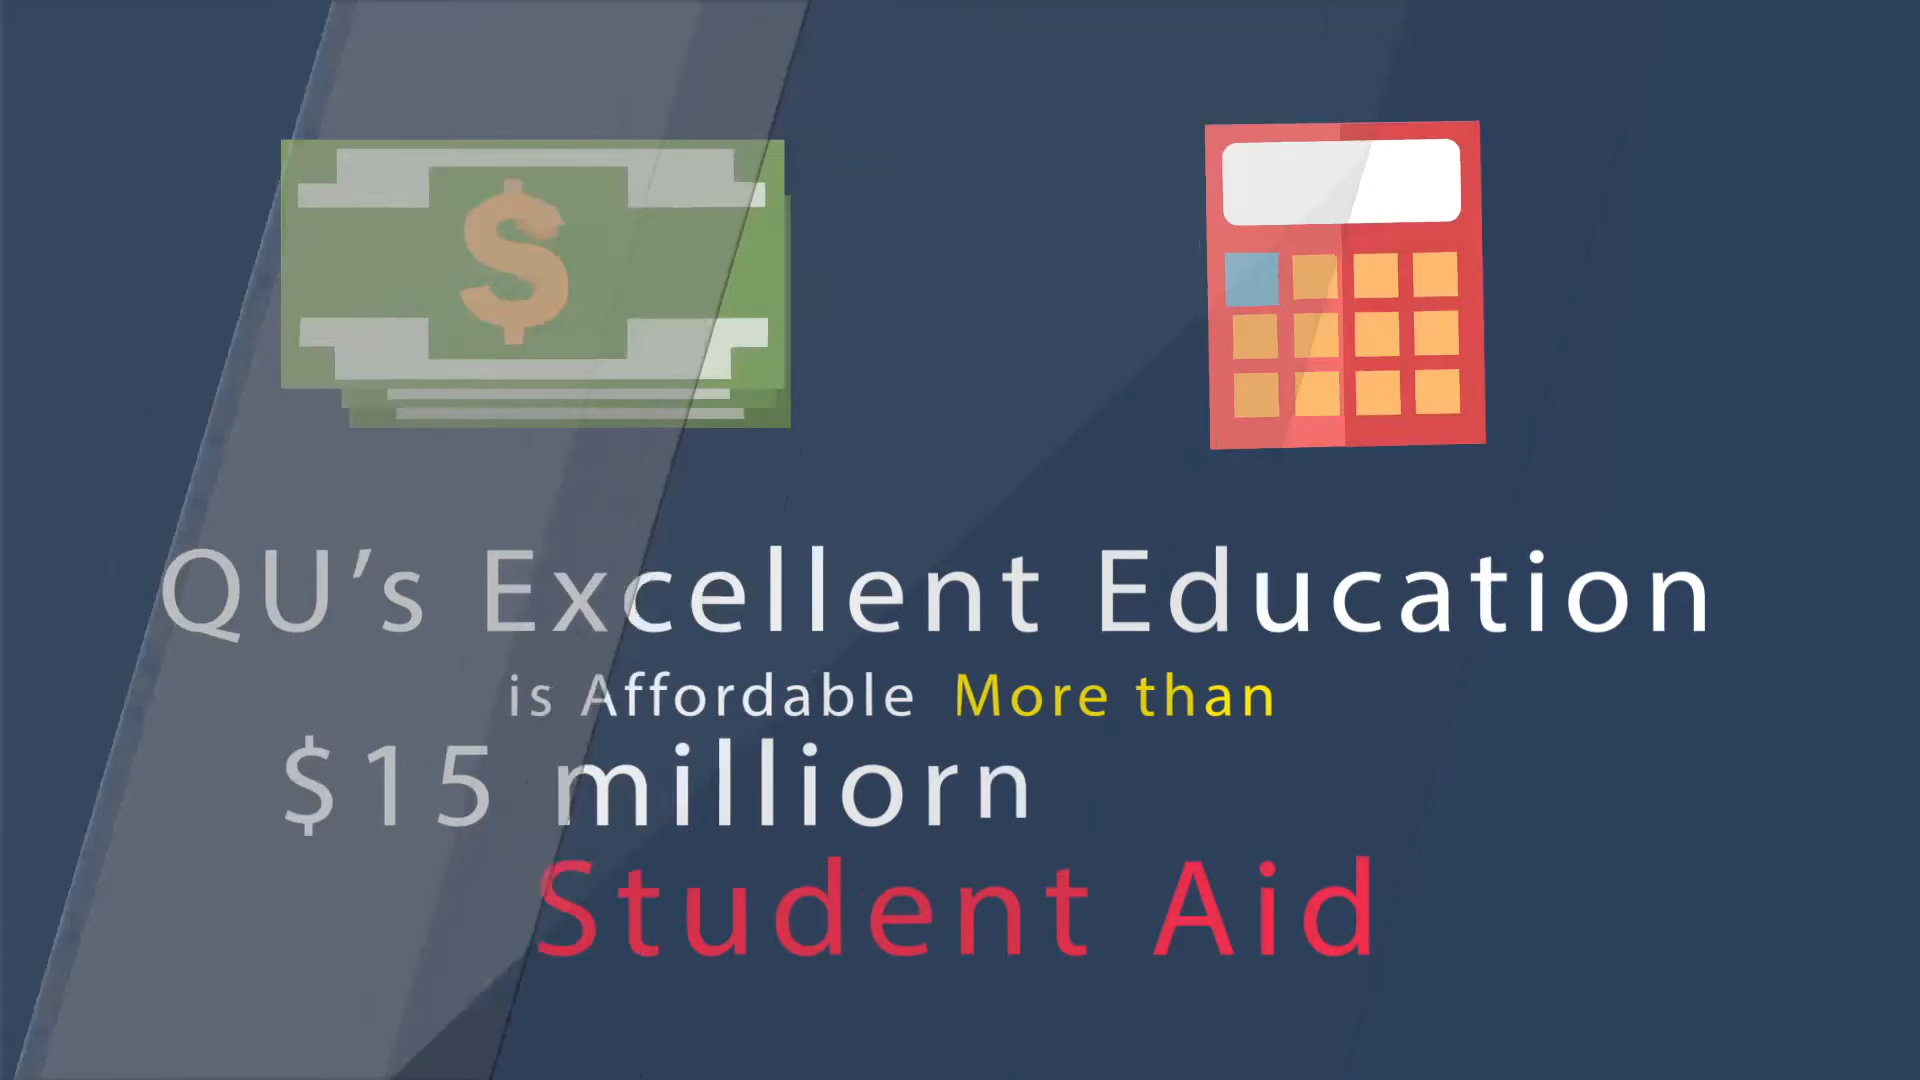 $
QU's Excellent Education
is Affordable More than
$15 milliorn
Student Aid